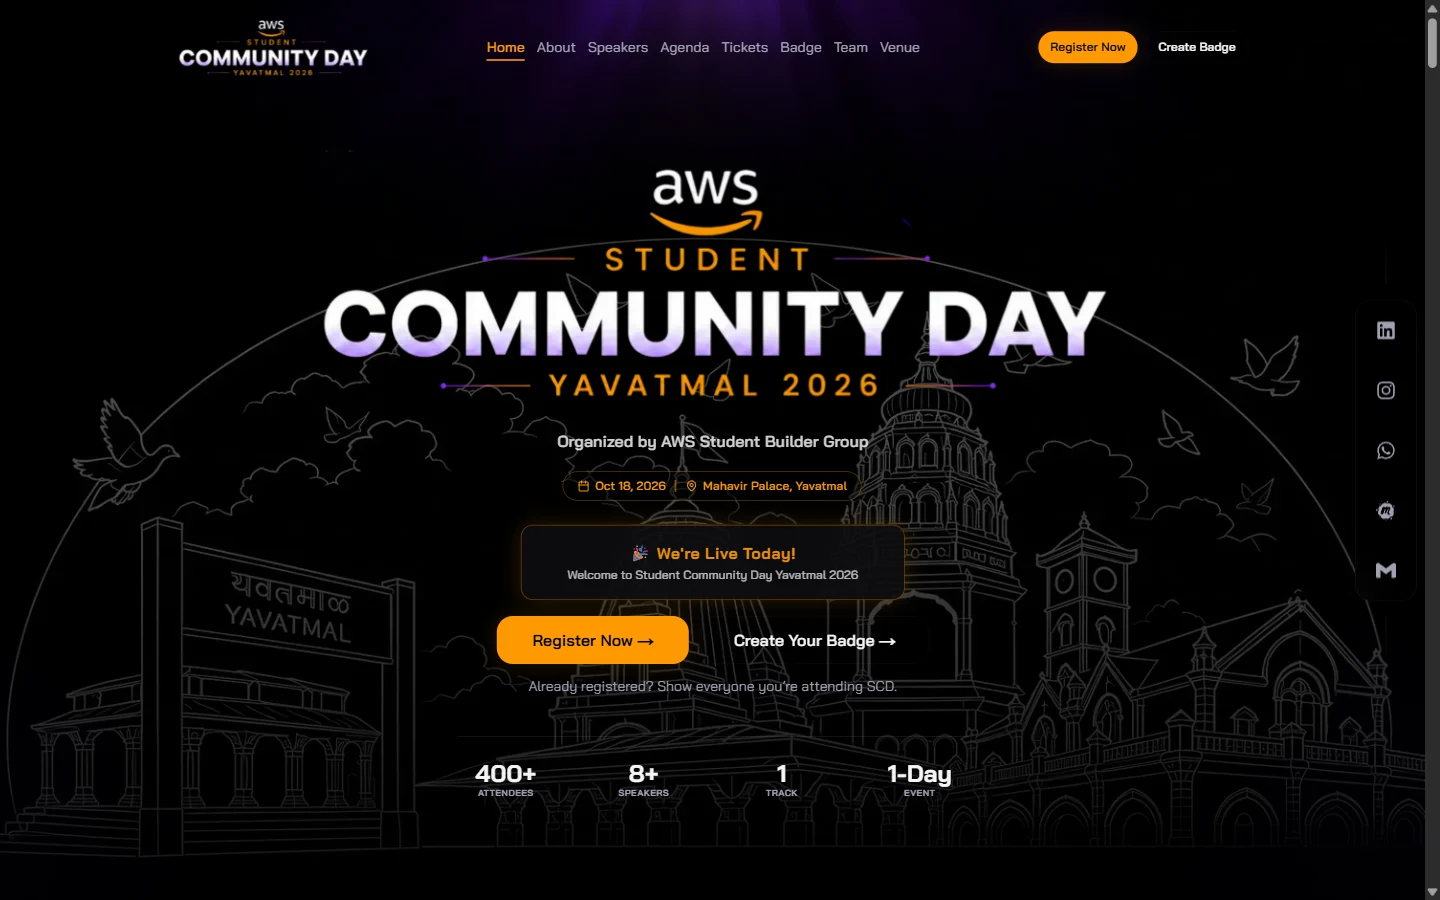 aws
STUDENT
COMMUNITY DAY
YAVATMAL 2026
Home About Speakers Agenda Tickets Badge Team Venue
Register Now Create Badge
aws
STUDENT
COMMUNITY DAY
YAVATMAL 2026
Organized by AWS Student Builder Group
Oct 18, 2026 | Mahavir Palace, Yavatmal
🎉 We're Live Today!
Welcome to Student Community Day Yavatmal 2026
यवतमाळ
YAVATMAL
Register Now → Create Your Badge →
Already registered? Show everyone you're attending SCD.
400+ 8+ 1 1-Day
ATTENDEES SPEAKERS TRACK EVENT